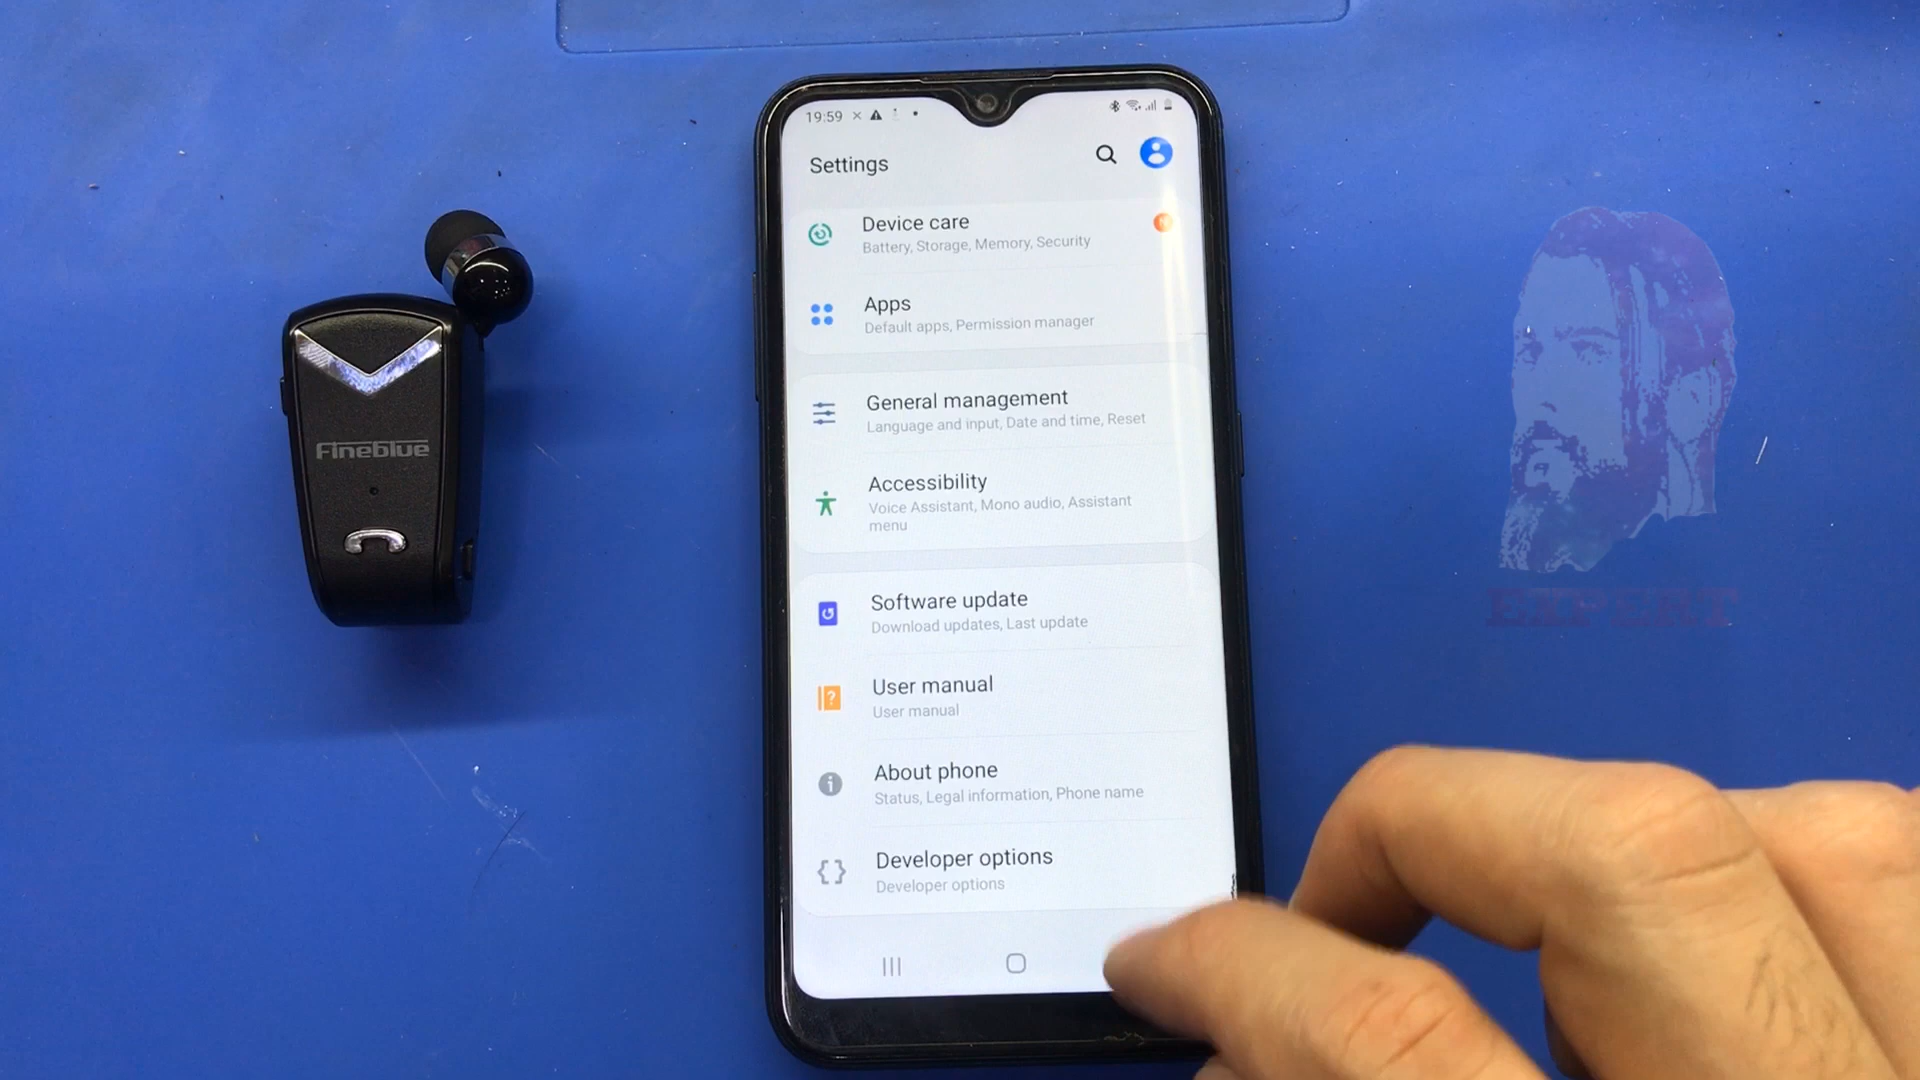 19:59
Settings
Device care
Battery, Storage, Memory, Security
Apps
Default apps, Permission manager
General management
Language and input, Date and time, Reset
Accessibility
Voice Assistant, Mono audio, Assistant
menu
Software update
Download updates, Last update
User manual
User manual
About phone
Status, Legal information, Phone name
Developer options
Developer options
Fineblue
EXPERT